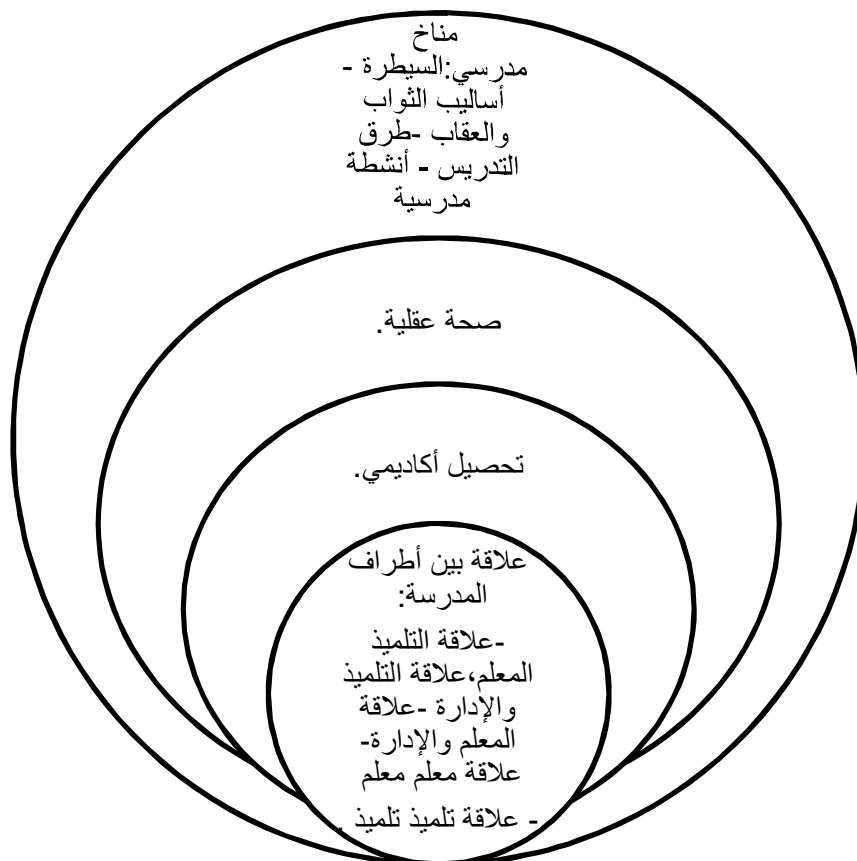 مناخ
مدرسي:السيطرة -
أساليب الثواب
والعقاب -طرق
التدريس - أنشطة
مدرسية
صحة عقلية.
تحصيل أكاديمي.
علاقة بين أطراف
المدرسة:
-علاقة التلميذ
المعلم،علاقة التلميذ
والإدارة -علاقة
المعلم والإدارة-
علاقة معلم معلم
- علاقة تلميذ تلميذ .